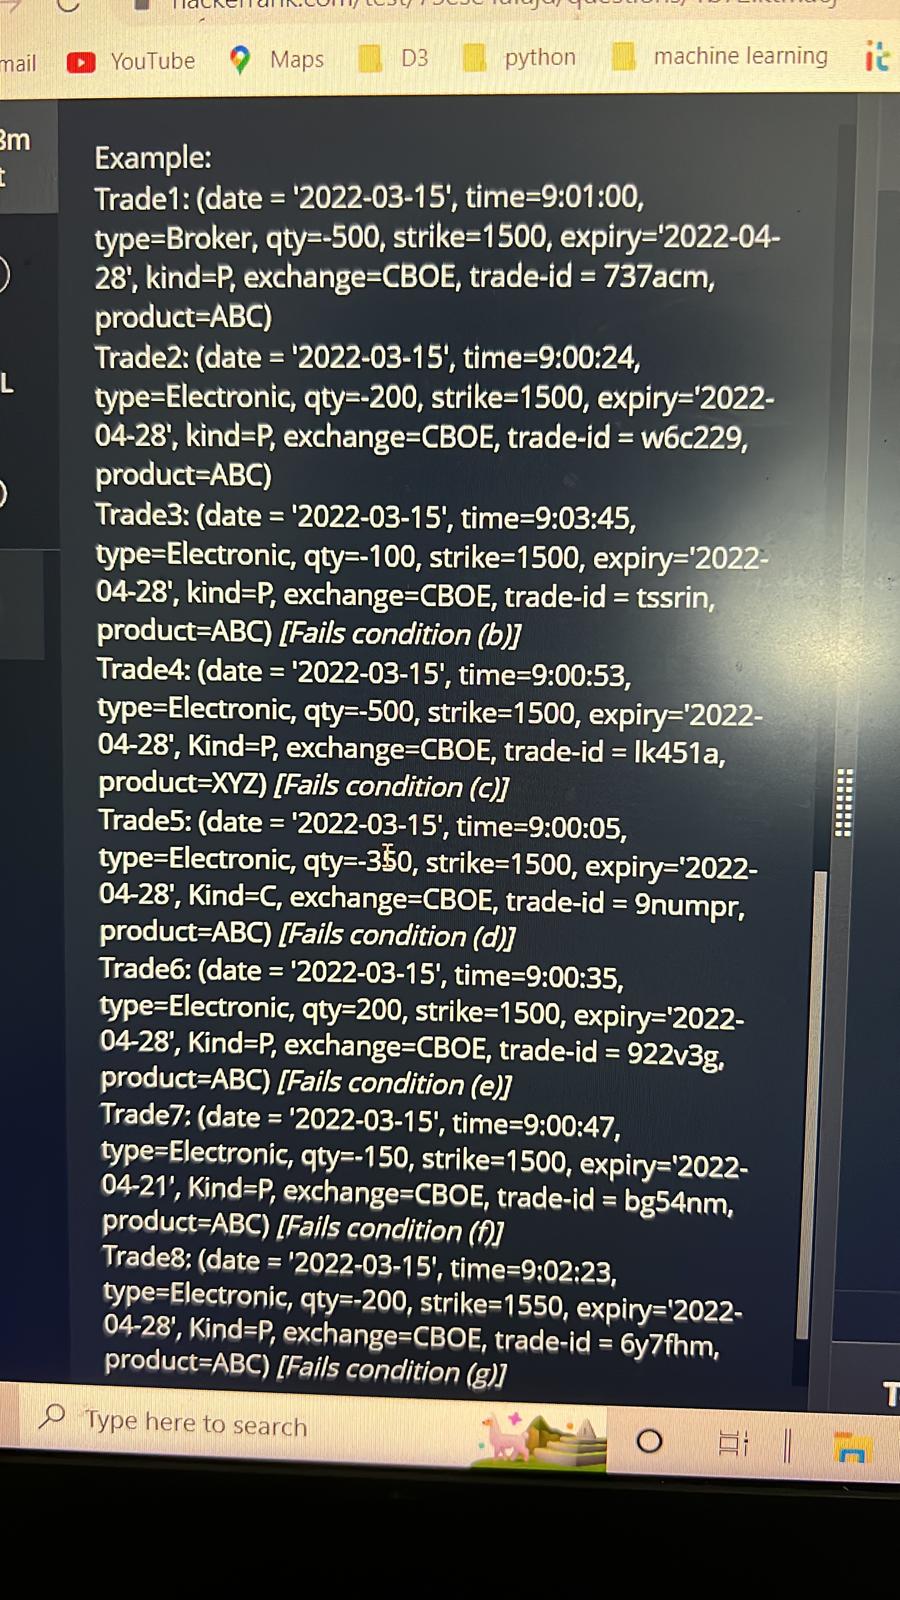 YouTube Maps D3 python machine learning
Example:
Trade1: (date = '2022-03-15', time=9:01:00,
type=Broker, qty=-500, strike=1500, expiry='2022-04-
28', kind=P, exchange=CBOE, trade-id = 737acm,
product=ABC)
Trade2: (date = '2022-03-15', time=9:00:24,
type=Electronic, qty=-200, strike=1500, expiry='2022-
04-28', kind=P, exchange=CBOE, trade-id = w6c229,
product=ABC)
Trade3: (date = '2022-03-15', time=9:03:45,
type=Electronic, qty=-100, strike=1500, expiry='2022-
04-28', kind=P, exchange=CBOE, trade-id = tssrin,
product=ABC) [Fails condition (b)]
Trade4: (date = '2022-03-15', time=9:00:53,
type=Electronic, qty=-500, strike=1500, expiry='2022-
04-28', Kind=P, exchange=CBOE, trade-id = lk451a,
product=XYZ) [Fails condition (c)]
Trade5: (date = '2022-03-15', time=9:00:05,
type=Electronic, qty=-350, strike=1500, expiry='2022-
04-28', Kind=C, exchange=CBOE, trade-id = 9numpr,
product=ABC) [Fails condition (d)]
Trade6: (date = '2022-03-15', time=9:00:35,
type=Electronic, qty=200, strike=1500, expiry='2022-
04-28', Kind=P, exchange=CBOE, trade-id = 922v3g,
product=ABC) [Fails condition (e)]
Trade7: (date = '2022-03-15', time=9:00:47,
type=Electronic, qty=-150, strike=1500, expiry='2022-
04-21', Kind=P, exchange=CBOE, trade-id = bg54nm,
product=ABC) [Fails condition (f)]
Trade8: (date = '2022-03-15', time=9:02:23,
type=Electronic, qty=-200, strike=1550, expiry='2022-
04-28', Kind=P, exchange=CBOE, trade-id = 6y7fhm,
product=ABC) [Fails condition (g)]
Type here to search